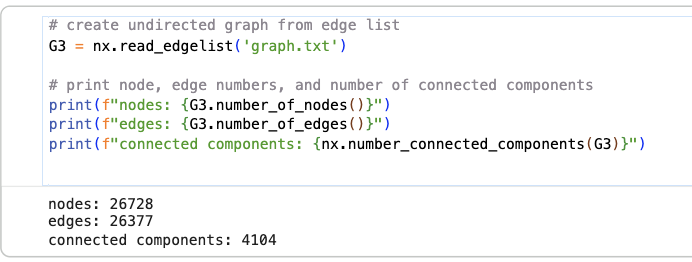 # create undirected graph from edge list
G3 = nx.read_edgelist('graph.txt')
# print node, edge numbers, and number of connected components
print(f"nodes: {G3.number_of_nodes()}")
print(f"edges: {G3.number_of_edges()}")
print(f"connected components: {nx.number_connected_components(G3)}")
nodes: 26728
edges: 26377
connected components: 4104